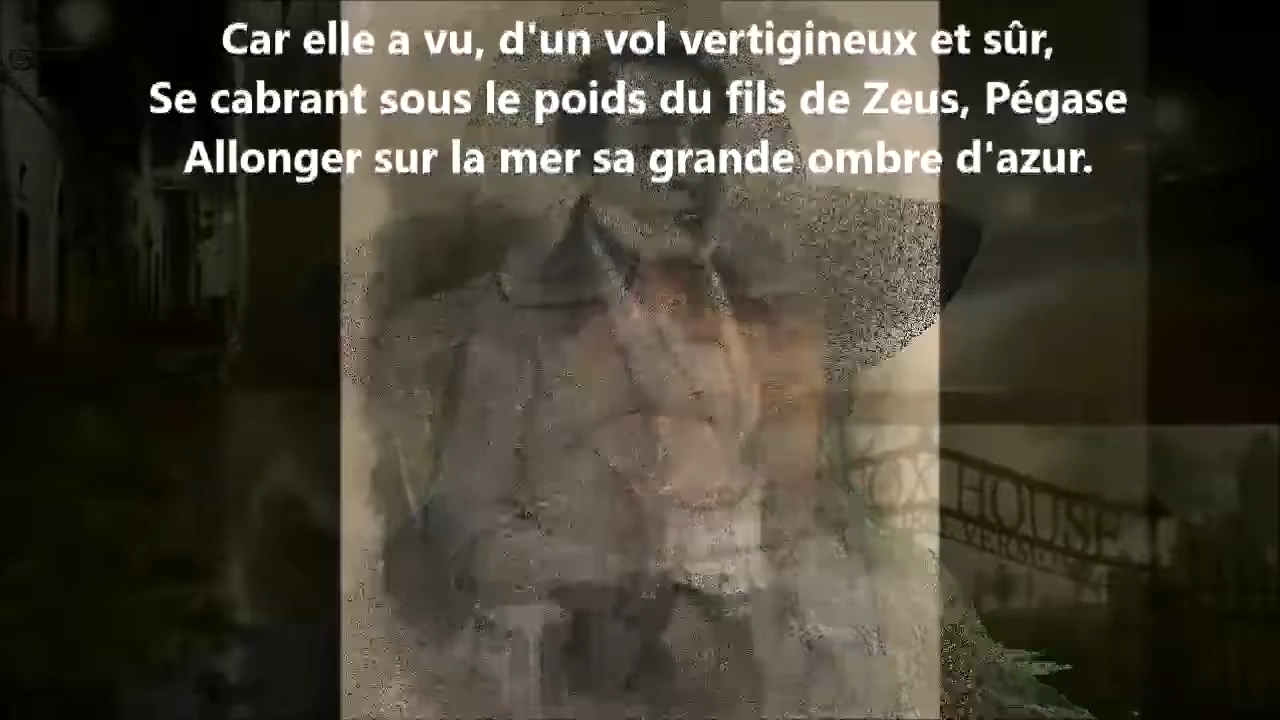 Car elle a vu, d'un vol vertigineux et sûr,
Se cabrant sous le poids du fils de Zeus, Pégase
Allonger sur la mer sa grande ombre d'azur.
HOUSE